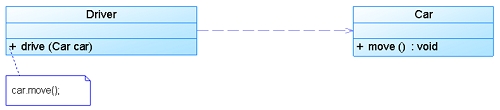 Driver
+ drive (Car car)
car.move();
Car
+ move () : void